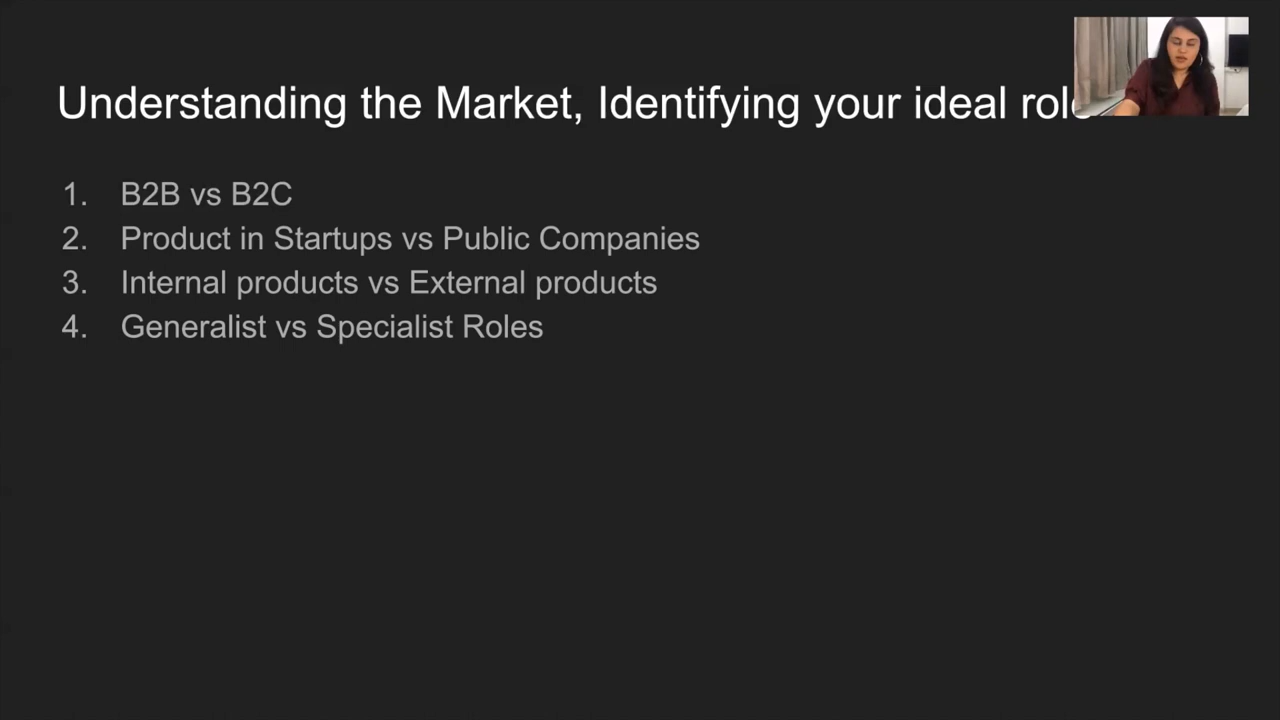 Understanding the Market, Identifying your ideal role
1. B2B vs B2C
2. Product in Startups vs Public Companies
3. Internal products vs External products
4. Generalist vs Specialist Roles